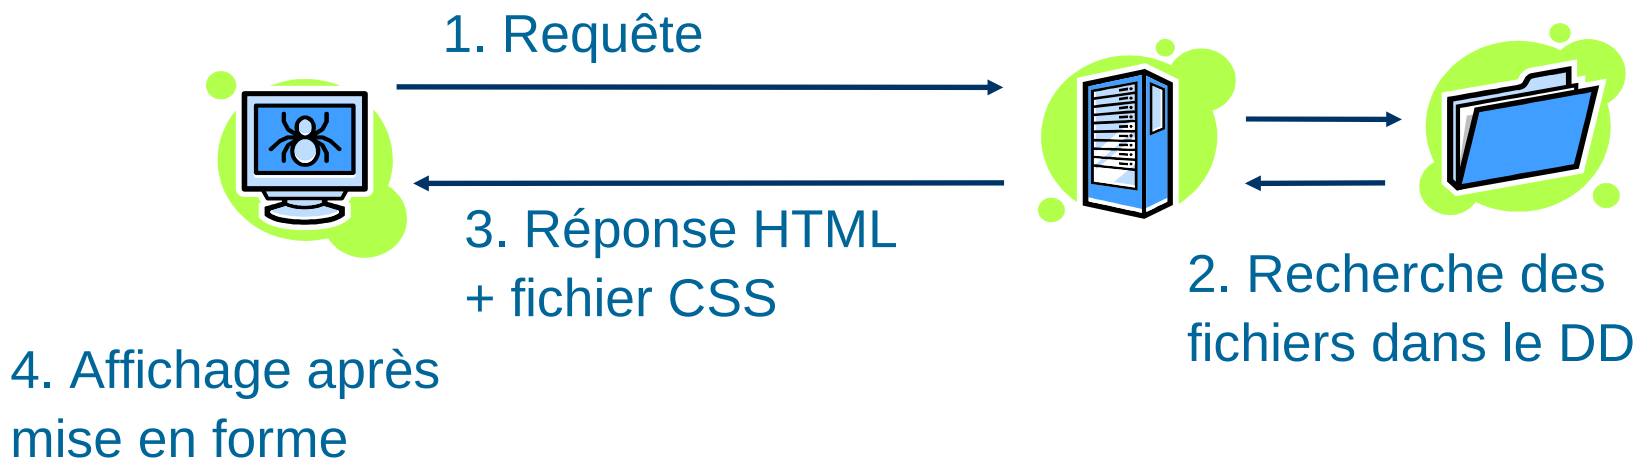 1. Requête
3. Réponse HTML
+ fichier CSS
2. Recherche des
fichiers dans le DD
4. Affichage après
mise en forme